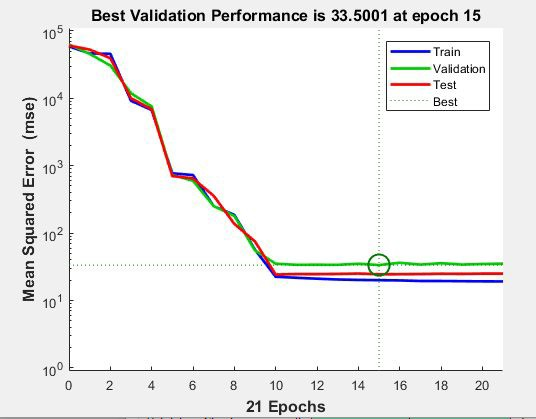 Best Validation Performance is 33.5001 at epoch 15
10^5
10^4
10^3
10^2
10^1
10^0
Mean Squared Error (mse)
Train
Validation
Test
Best
0 2 4 6 8 10 12 14 16 18 20
21 Epochs